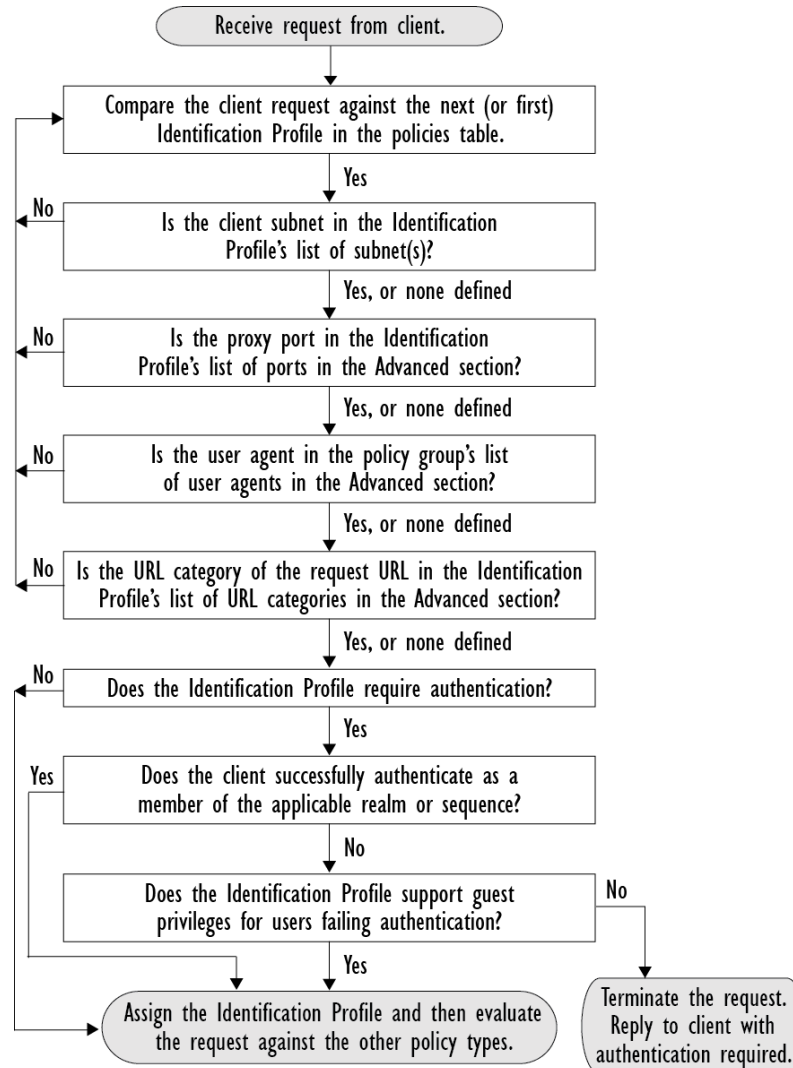 Receive request from client.
Compare the client request against the next (or first)
Identification Profile in the policies table.
Yes
No
Is the client subnet in the Identification
Profile's list of subnet(s)?
Yes, or none defined
No
Is the proxy port in the Identification
Profile's list of ports in the Advanced section?
Yes, or none defined
No
Is the user agent in the policy group's list
of user agents in the Advanced section?
Yes, or none defined
No
Is the URL category of the request URL in the Identification
Profile's list of URL categories in the Advanced section?
Yes, or none defined
No
Does the Identification Profile require authentication?
Yes
Yes
Does the client successfully authenticate as a
member of the applicable realm or sequence?
No
Does the Identification Profile support guest
privileges for users failing authentication?
No
Yes
Assign the Identification Profile and then evaluate
the request against the other policy types.
Terminate the request.
Reply to client with
authentication required.